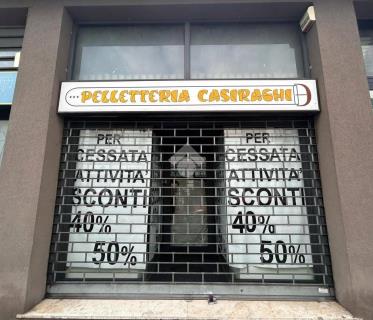 ...PELLETTERIA CASIRAGHI
PER
CESSATA
ATTIVITA'
SCONTI
40%
50%
PER
CESSATA
ATTIVITA'
SCONTI
40%
50%